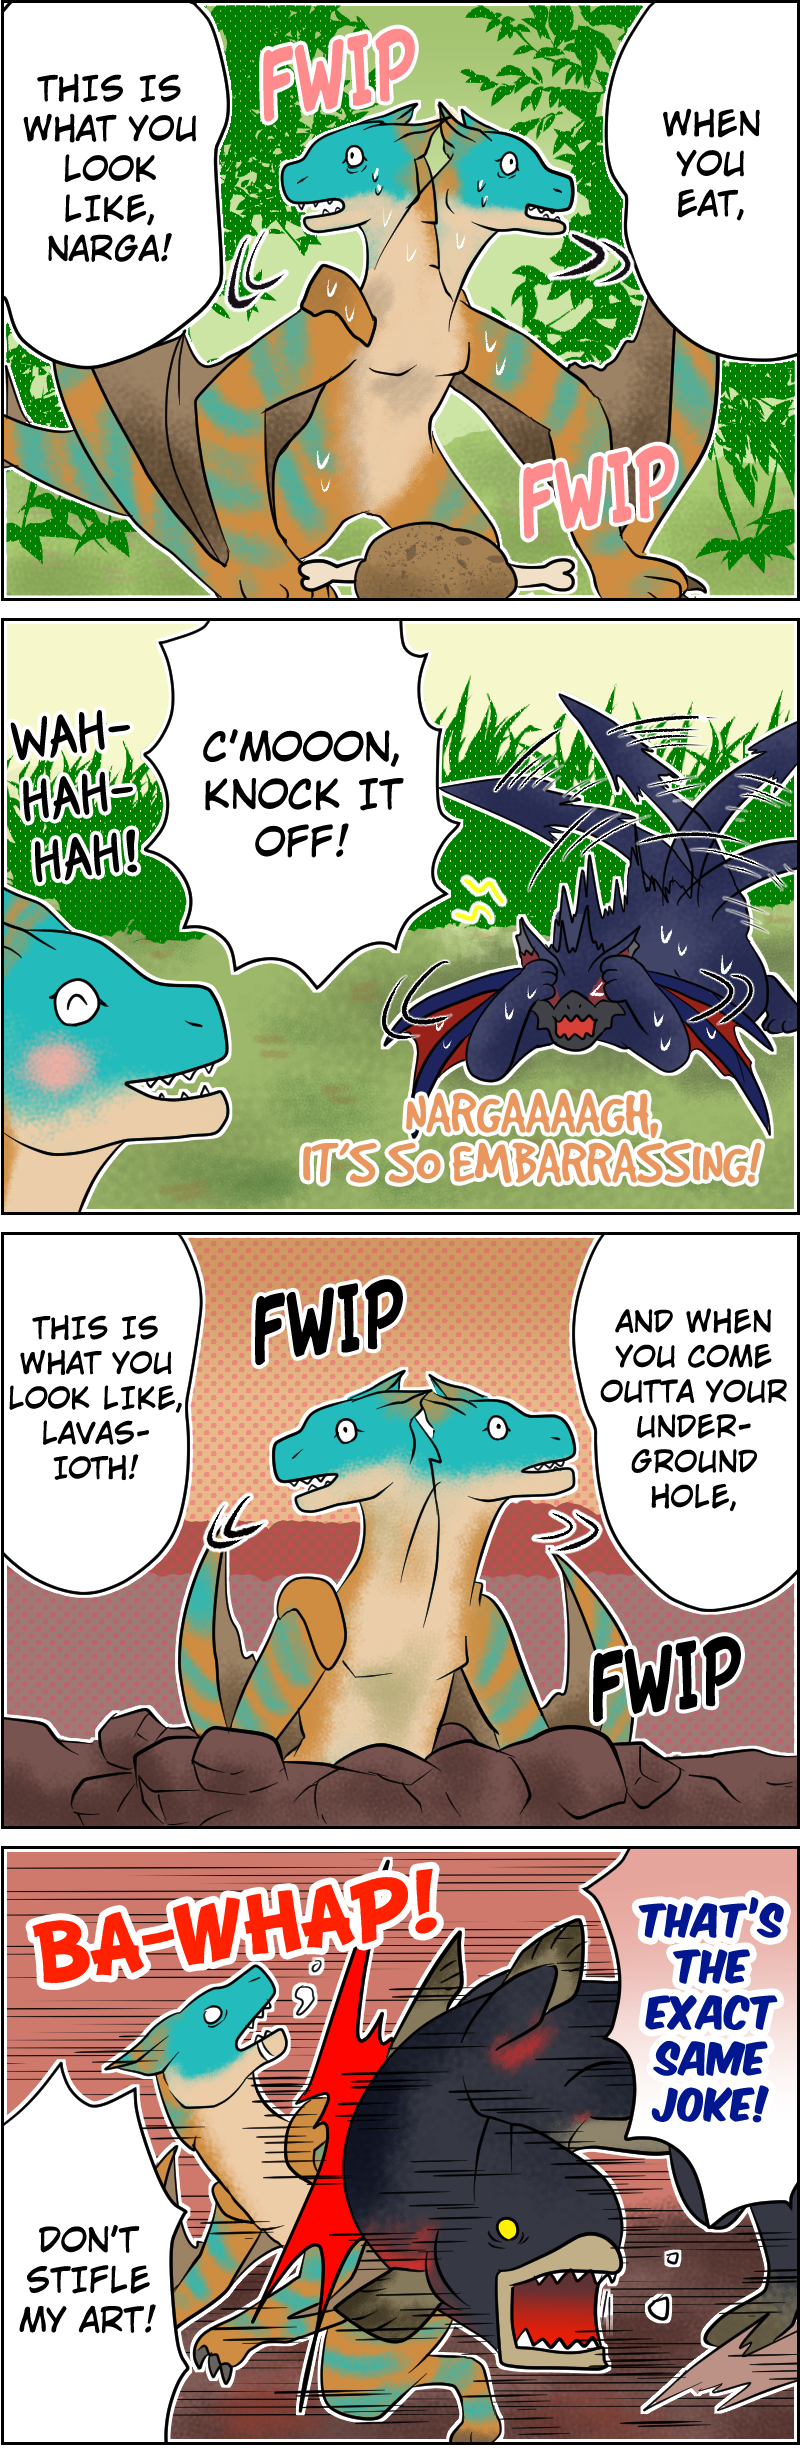 WHEN
YOU
EAT,
FWIP
THIS IS
WHAT YOU
LOOK
LIKE,
NARGA!
FWIP
C'MOOON,
KNOCK IT
OFF!
WAH-
HAH-
HAH!
NARGAAAAGH,
IT'S SO EMBARRASSING!
AND WHEN
YOU COME
OUTTA YOUR
UNDER-
GROUND
HOLE,
FWIP
THIS IS
WHAT YOU
LOOK LIKE,
LAVAS-
IOTH!
FWIP
THAT'S
THE
EXACT
SAME
JOKE!
BA-WHAP!
DON'T
STIFLE
MY ART!